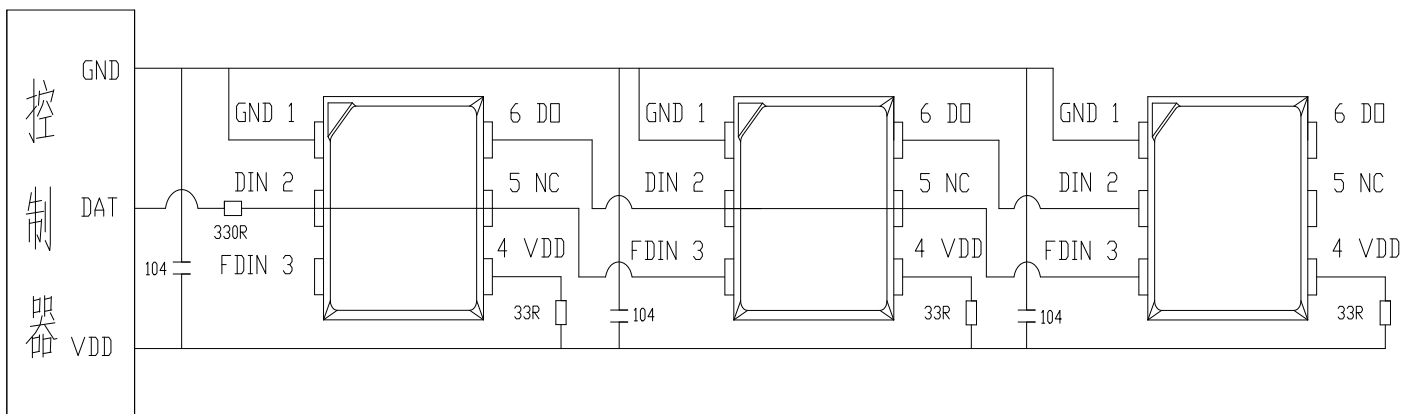 控制器
GND
DAT
VDD
104
330R
GND 1
DIN 2
FDIN 3
6 DO
5 NC
4 VDD
33R
104
GND 1
DIN 2
FDIN 3
6 DO
5 NC
4 VDD
33R
104
GND 1
DIN 2
FDIN 3
6 DO
5 NC
4 VDD
33R